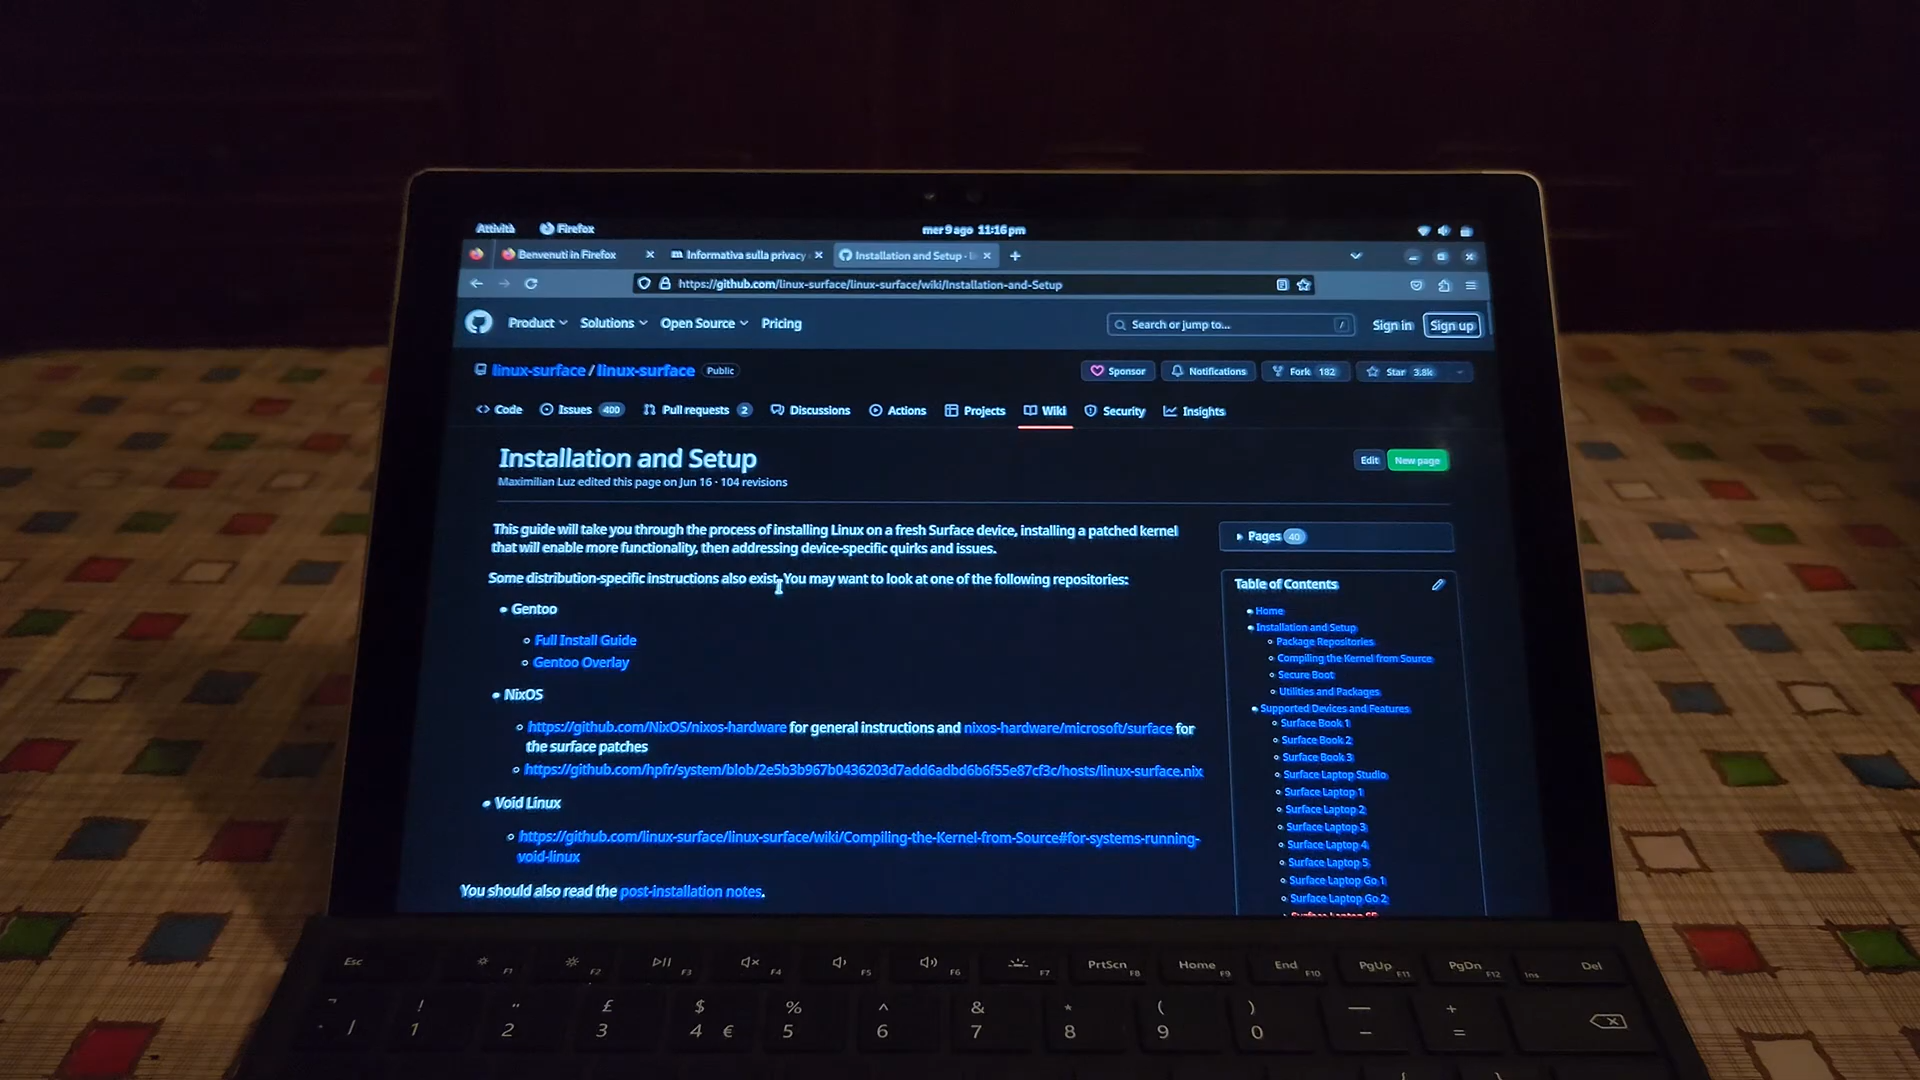 Attività Firefox mer 9 ago 11:16 pm
Benvenuti in Firefox Informativa sulla privacy Installation and Setup · li
https://github.com/linux-surface/linux-surface/wiki/Installation-and-Setup
Product Solutions Open Source Pricing Search or jump to... / Sign in Sign up
linux-surface / linux-surface Public Sponsor Notifications Fork 182 Star 3.8k
Code Issues 400 Pull requests 2 Discussions Actions Projects Wiki Security Insights
Installation and Setup
Edit New page
Maximilian Luz edited this page on Jun 16 · 104 revisions
This guide will take you through the process of installing Linux on a fresh Surface device, installing a patched kernel
that will enable more functionality, then addressing device-specific quirks and issues.
Some distribution-specific instructions also exist. You may want to look at one of the following repositories:
Gentoo
Full Install Guide
Gentoo Overlay
NixOS
https://github.com/NixOS/nixos-hardware for general instructions and nixos-hardware/microsoft/surface for
the surface patches
https://github.com/hpfr/system/blob/2e5b3b967b0436203d7add6adbd6b6f55e87cf3c/hosts/linux-surface.nix
Void Linux
https://github.com/linux-surface/linux-surface/wiki/Compiling-the-Kernel-from-Source#for-systems-running-
void-linux
You should also read the post-installation notes.
Pages 40
Table of Contents
Home
Installation and Setup
Package Repositories
Compiling the Kernel from Source
Secure Boot
Utilities and Packages
Supported Devices and Features
Surface Book 1
Surface Book 2
Surface Book 3
Surface Laptop Studio
Surface Laptop 1
Surface Laptop 2
Surface Laptop 3
Surface Laptop 4
Surface Laptop 5
Surface Laptop Go 1
Surface Laptop Go 2
Esc F1 F2 F3 F4 F5 F6 F7 PrtScn F8 Home F9 End F10 PgUp F11 PgDn F12 Ins Del
! " £ $ % ^ & * ( ) — +
1 2 3 4 € 5 6 7 8 9 0 - =